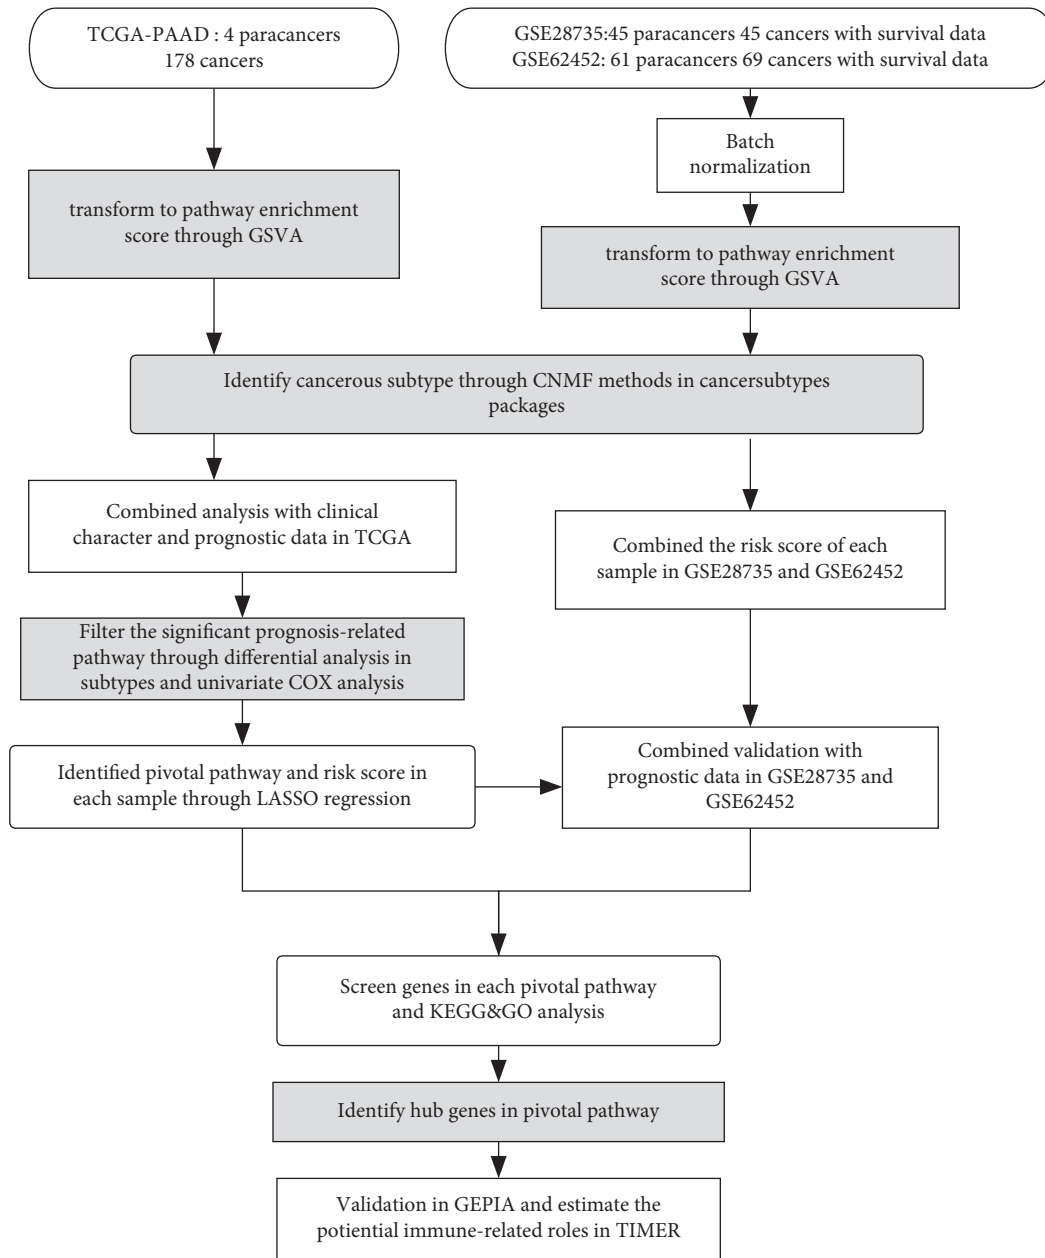 TCGA-PAAD : 4 paracancers
178 cancers
GSE28735:45 paracancers 45 cancers with survival data
GSE62452: 61 paracancers 69 cancers with survival data
Batch
normalization
transform to pathway enrichment
score through GSVA
transform to pathway enrichment
score through GSVA
Identify cancerous subtype through CNMF methods in cancersubtypes
packages
Combined analysis with clinical
character and prognostic data in TCGA
Combined the risk score of each
sample in GSE28735 and GSE62452
Filter the significant prognosis-related
pathway through differential analysis in
subtypes and univariate COX analysis
Identified pivotal pathway and risk score in
each sample through LASSO regression
Combined validation with
prognostic data in GSE28735 and
GSE62452
Screen genes in each pivotal pathway
and KEGG&GO analysis
Identify hub genes in pivotal pathway
Validation in GEPIA and estimate the
potiential immune-related roles in TIMER